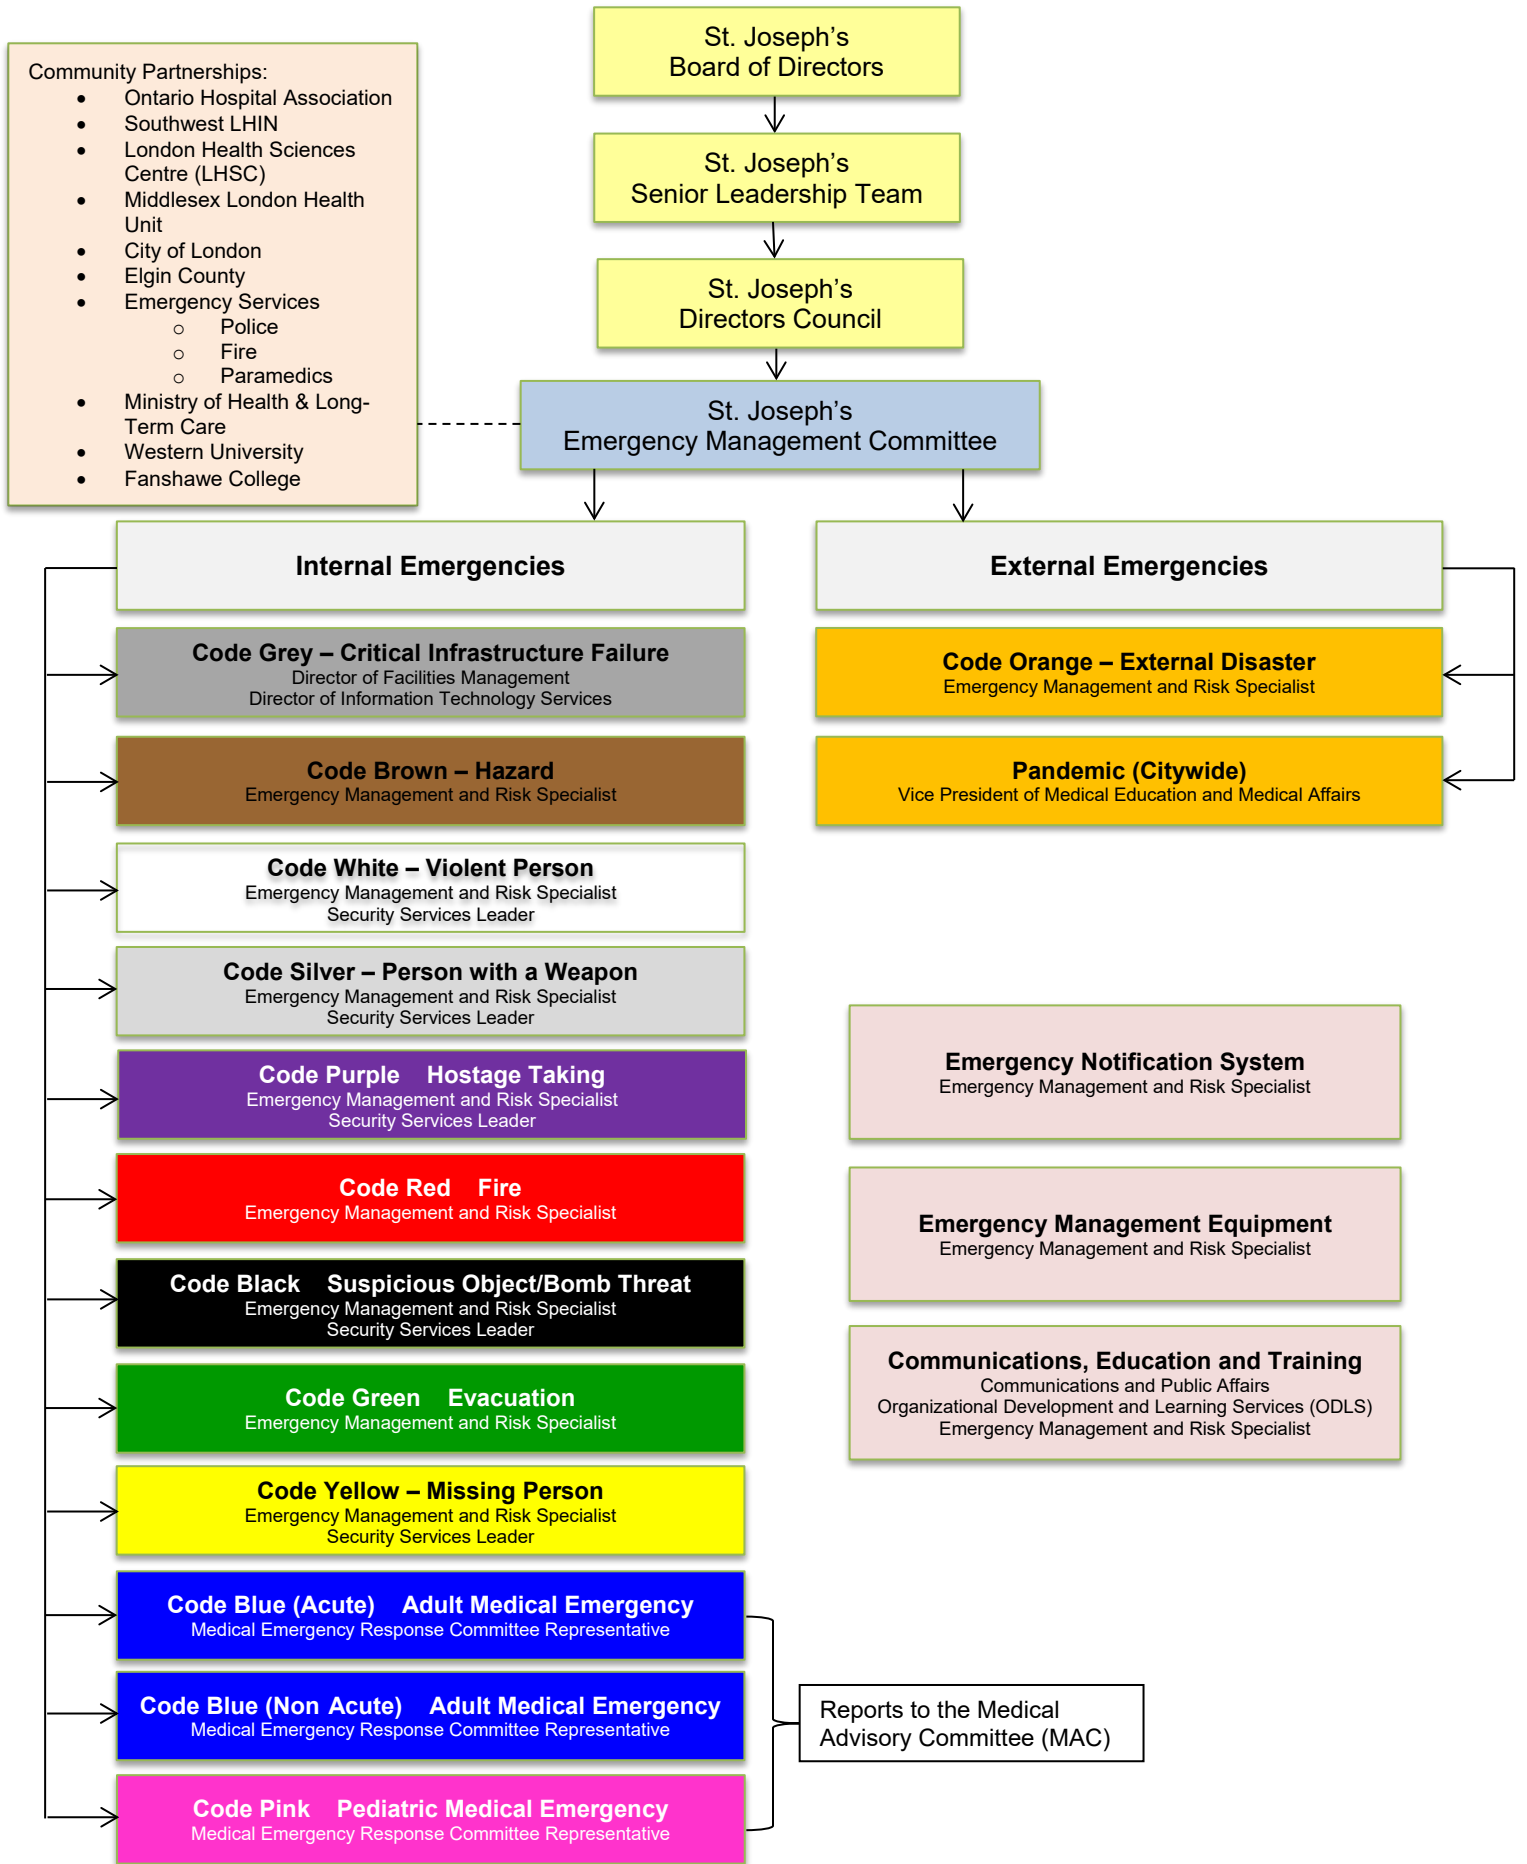 St. Joseph’s
Board of Directors
Community Partnerships:
• Ontario Hospital Association
• Southwest LHIN
• London Health Sciences
Centre (LHSC)
• Middlesex London Health
Unit
• City of London
• Elgin County
• Emergency Services
o Police
o Fire
o Paramedics
• Ministry of Health & Long-
Term Care
• Western University
• Fanshawe College
St. Joseph’s
Senior Leadership Team
St. Joseph’s
Directors Council
St. Joseph’s
Emergency Management Committee
Internal Emergencies
Code Grey – Critical Infrastructure Failure
Director of Facilities Management
Director of Information Technology Services
Code Brown – Hazard
Emergency Management and Risk Specialist
Code White – Violent Person
Emergency Management and Risk Specialist
Security Services Leader
Code Silver – Person with a Weapon
Emergency Management and Risk Specialist
Security Services Leader
Code Purple Hostage Taking
Emergency Management and Risk Specialist
Security Services Leader
Code Red Fire
Emergency Management and Risk Specialist
Code Black Suspicious Object/Bomb Threat
Emergency Management and Risk Specialist
Security Services Leader
Code Green Evacuation
Emergency Management and Risk Specialist
Code Yellow – Missing Person
Emergency Management and Risk Specialist
Security Services Leader
Code Blue (Acute) Adult Medical Emergency
Medical Emergency Response Committee Representative
Code Blue (Non Acute) Adult Medical Emergency
Medical Emergency Response Committee Representative
Code Pink Pediatric Medical Emergency
Medical Emergency Response Committee Representative
Reports to the Medical
Advisory Committee (MAC)
External Emergencies
Code Orange – External Disaster
Emergency Management and Risk Specialist
Pandemic (Citywide)
Vice President of Medical Education and Medical Affairs
Emergency Notification System
Emergency Management and Risk Specialist
Emergency Management Equipment
Emergency Management and Risk Specialist
Communications, Education and Training
Communications and Public Affairs
Organizational Development and Learning Services (ODLS)
Emergency Management and Risk Specialist